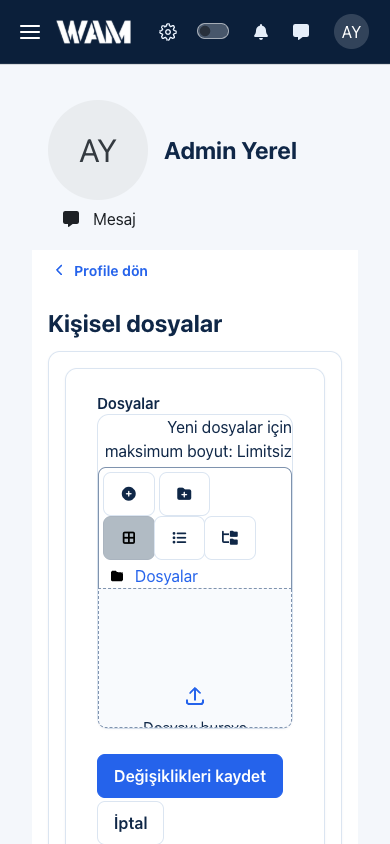 WAM
AY
AY
Admin Yerel
Mesaj
Profile dön
Kişisel dosyalar
Dosyalar
Yeni dosyalar için
maksimum boyut: Limitsiz
Dosyalar
Değişiklikleri kaydet
İptal